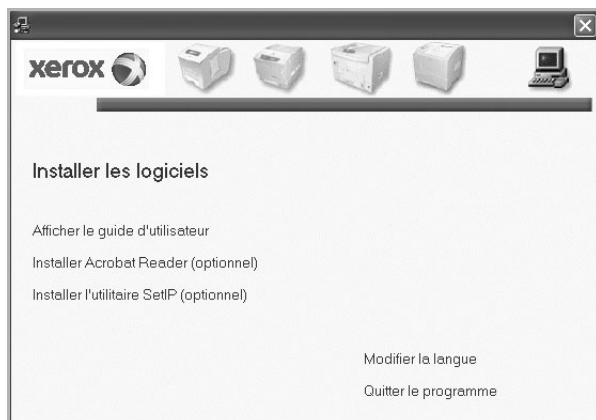 xerox
Installer les logiciels
Afficher le guide d'utilisateur
Installer Acrobat Reader (optionnel)
Installer l'utilitaire SetIP (optionnel)
Modifier la langue
Quitter le programme